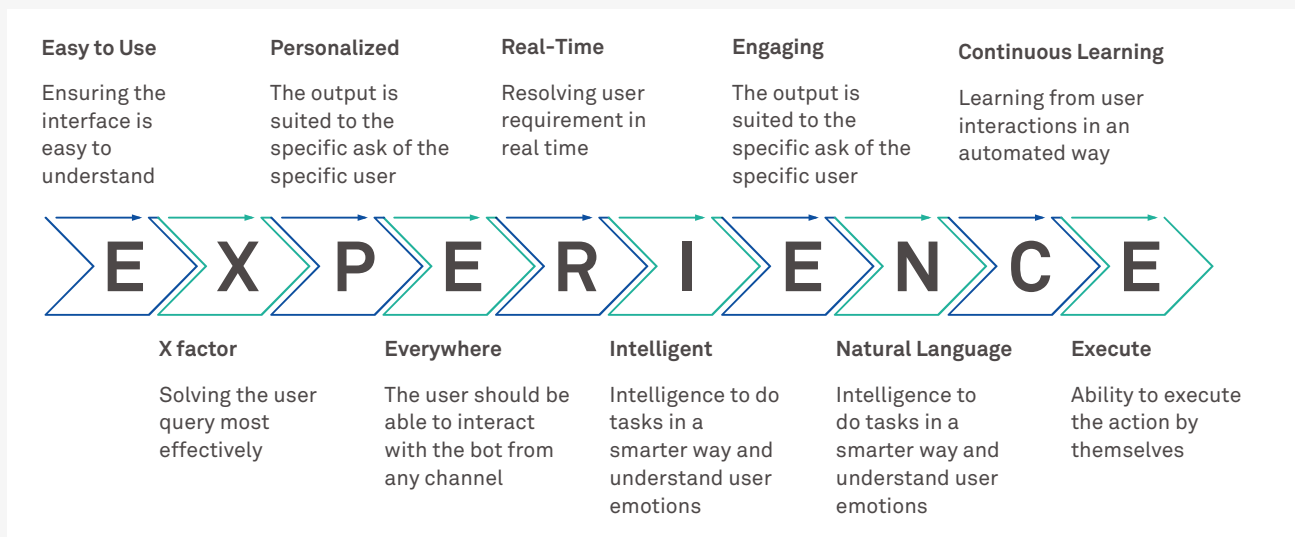 Easy to Use
Ensuring the
interface is
easy to
understand
Personalized
The output is
suited to the
specific ask of the
specific user
Real-Time
Resolving user
requirement in
real time
Engaging
The output is
suited to the
specific ask of the
specific user
Continuous Learning
Learning from user
interactions in an
automated way
E X P E R I E N C E
X factor
Solving the user
query most
effectively
Everywhere
The user should be
able to interact
with the bot from
any channel
Intelligent
Intelligence to do
tasks in a
smarter way and
understand user
emotions
Natural Language
Intelligence to
do tasks in a
smarter way and
understand user
emotions
Execute
Ability to execute
the action by
themselves